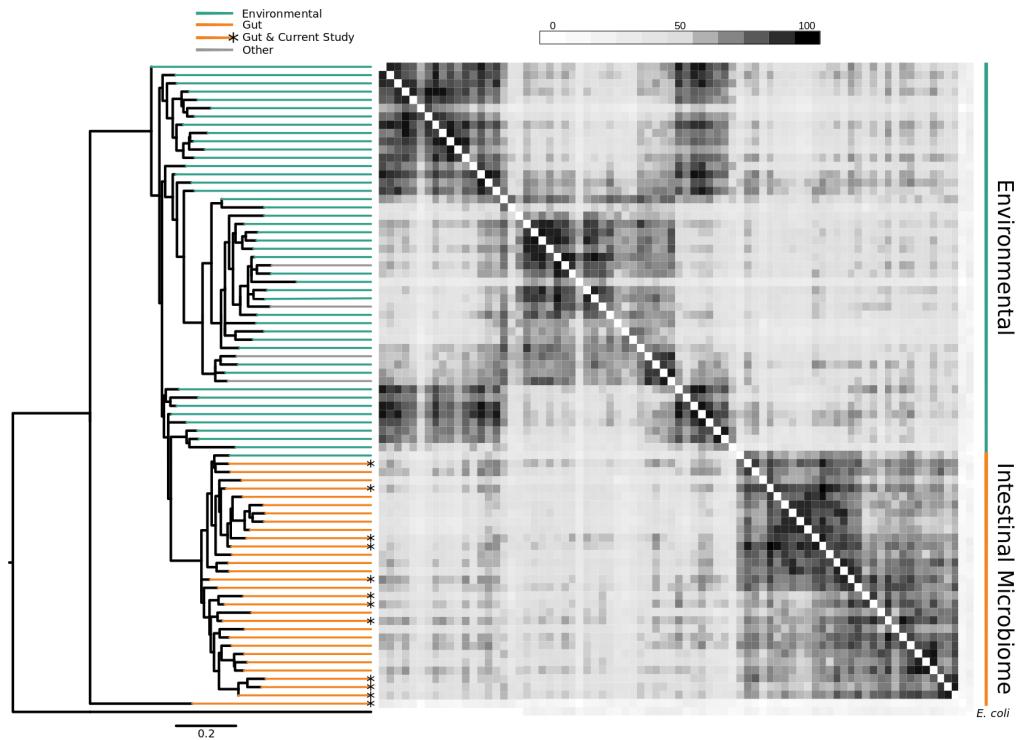 Environmental
Gut
* Gut & Current Study
Other
0 50 100
Environmental
Intestinal Microbiome
*
*
*
*
*
*
*
*
*
*
*
*
E. coli
0.2